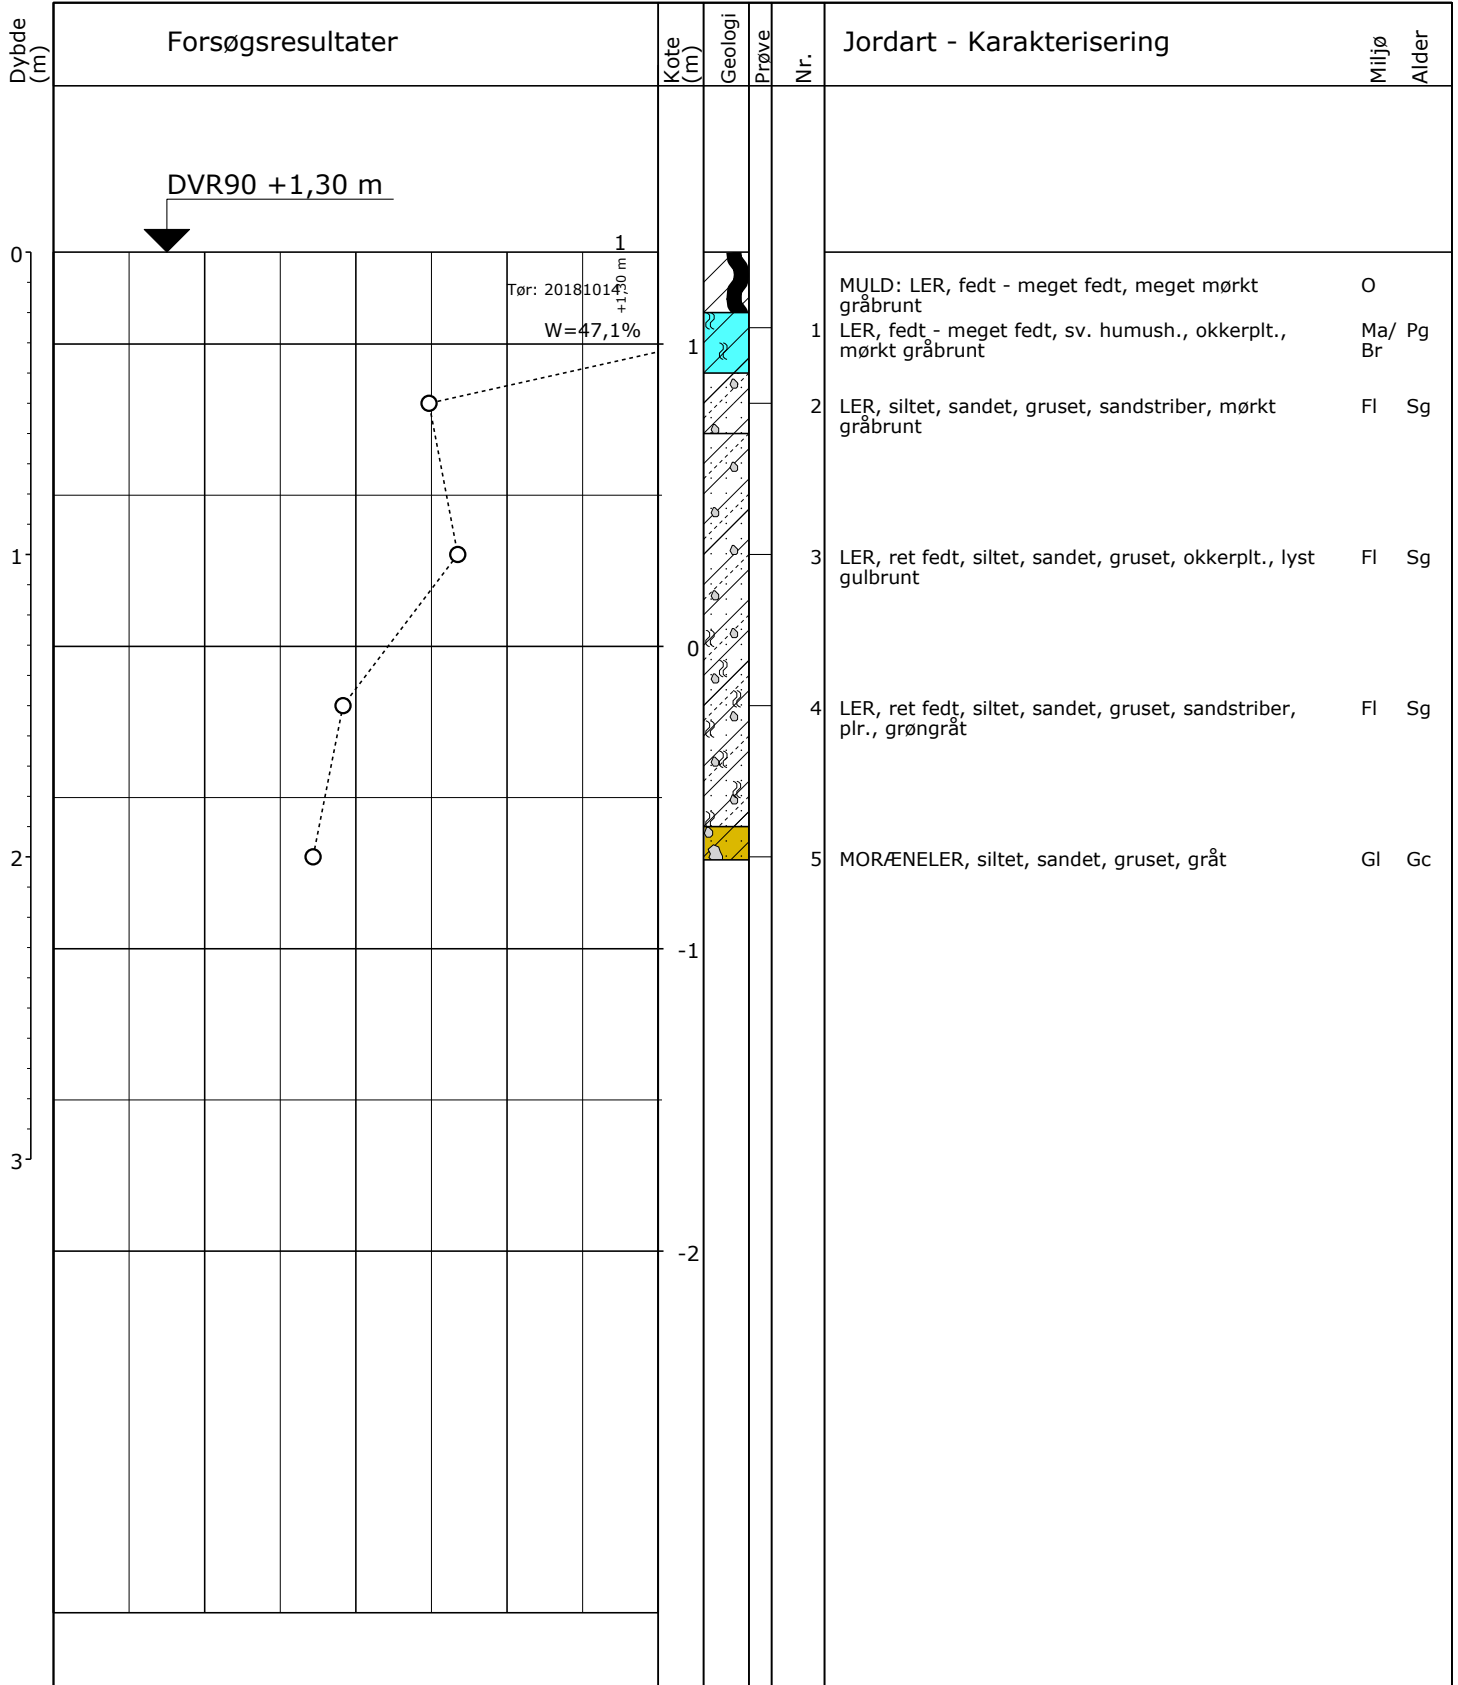 Dybde
(m)
Forsøgsresultater
Kote
(m)
Geologi
Prøve
Nr.
Jordart - Karakterisering
Miljø
Alder
DVR90 +1,30 m
0
1
+1,30 m
Tør: 20181014
W=47,1%
MULD: LER, fedt - meget fedt, meget mørkt O
gråbrunt
1
1 LER, fedt - meget fedt, sv. humush., okkerplt., Ma/ Pg
mørkt gråbrunt Br
2 LER, siltet, sandet, gruset, sandstriber, mørkt Fl Sg
gråbrunt
1
3 LER, ret fedt, siltet, sandet, gruset, okkerplt., lyst Fl Sg
gulbrunt
0
4 LER, ret fedt, siltet, sandet, gruset, sandstriber, Fl Sg
plr., grøngråt
2
5 MORÆNELER, siltet, sandet, gruset, gråt Gl Gc
-1
3
-2